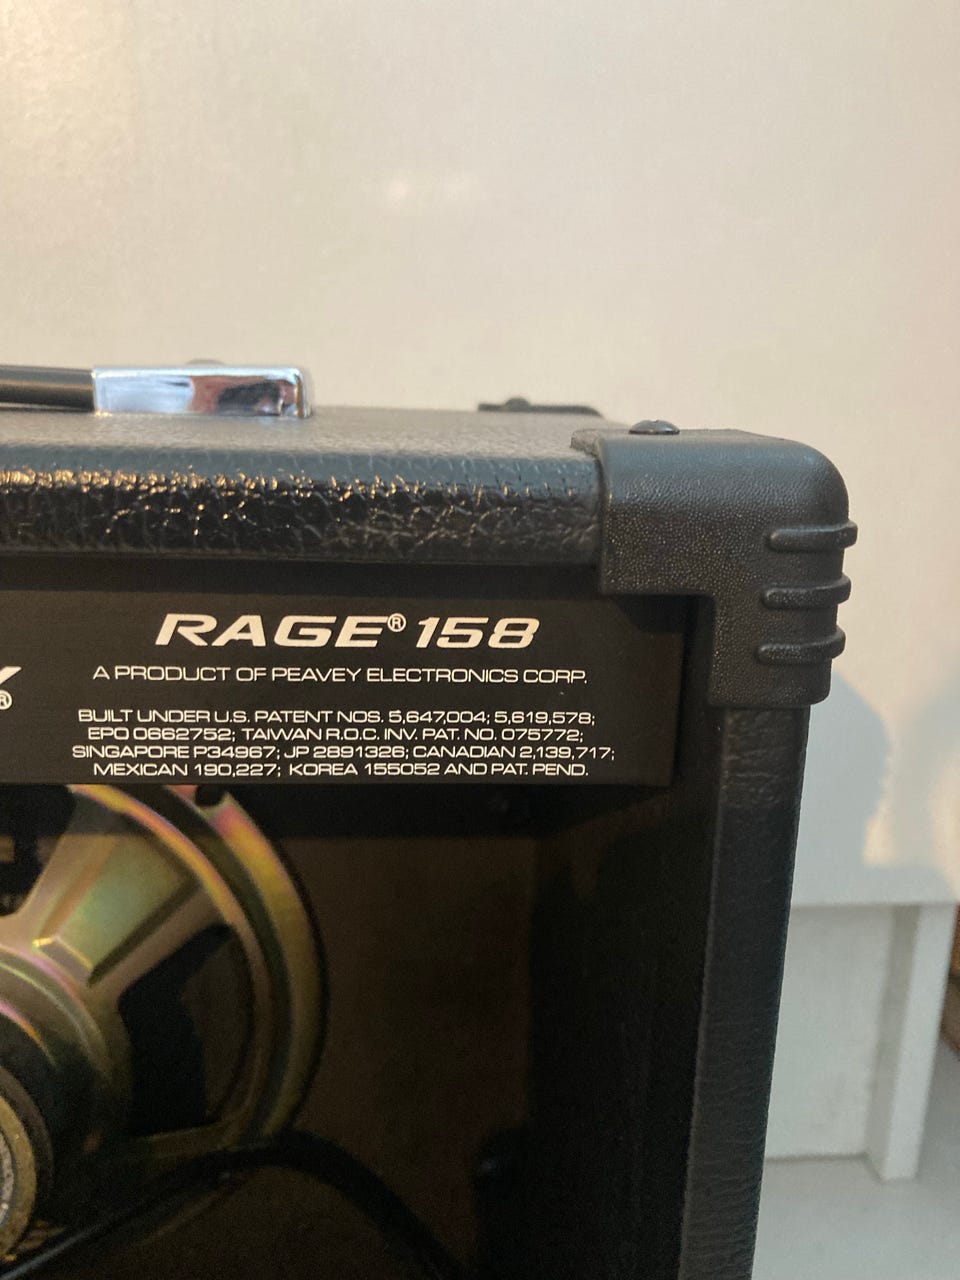 RAGE® 158
A PRODUCT OF PEAVEY ELECTRONICS CORP.
®
BUILT UNDER U.S. PATENT NOS. 5,647,004; 5,619,578;
EPO 0662752; TAIWAN R.O.C. INV. PAT. NO. 075772;
SINGAPORE P34967; JP 2891326; CANADIAN 2,139,717;
MEXICAN 190,227; KOREA 155052 AND PAT. PEND.